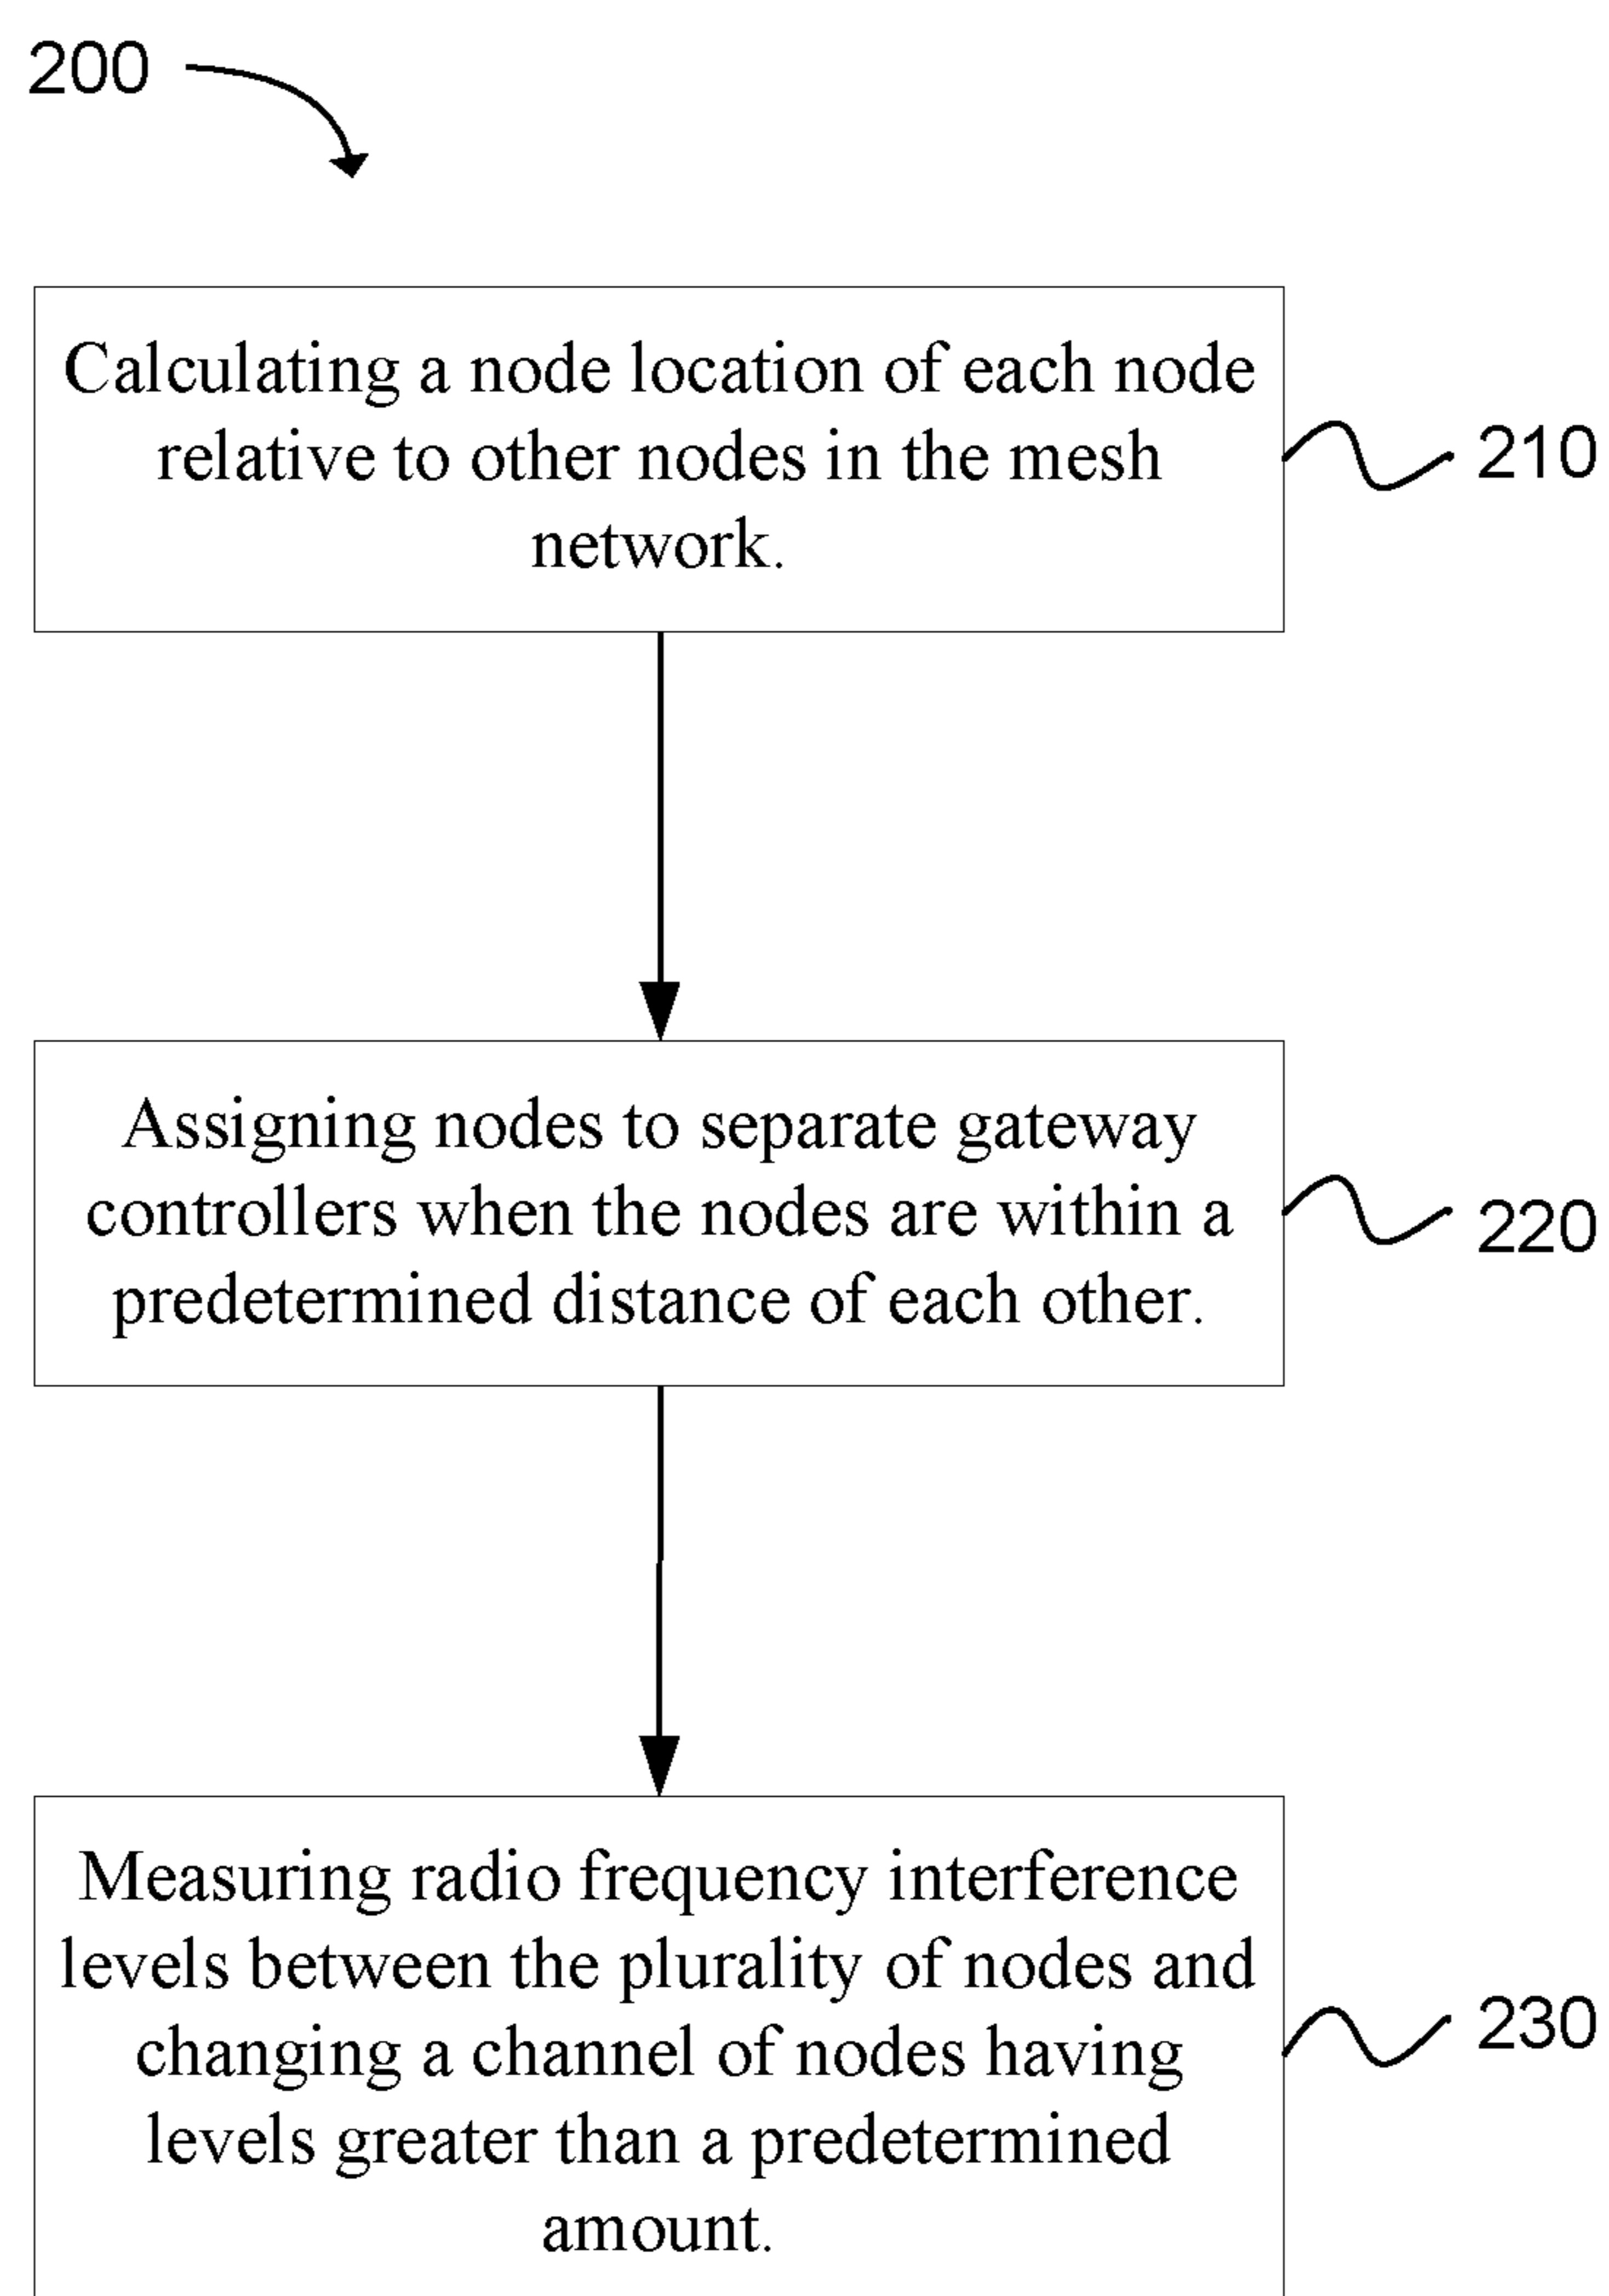 200
Calculating a node location of each node
relative to other nodes in the mesh
network.
210
Assigning nodes to separate gateway
controllers when the nodes are within a
predetermined distance of each other.
220
Measuring radio frequency interference
levels between the plurality of nodes and
changing a channel of nodes having
levels greater than a predetermined
amount.
230